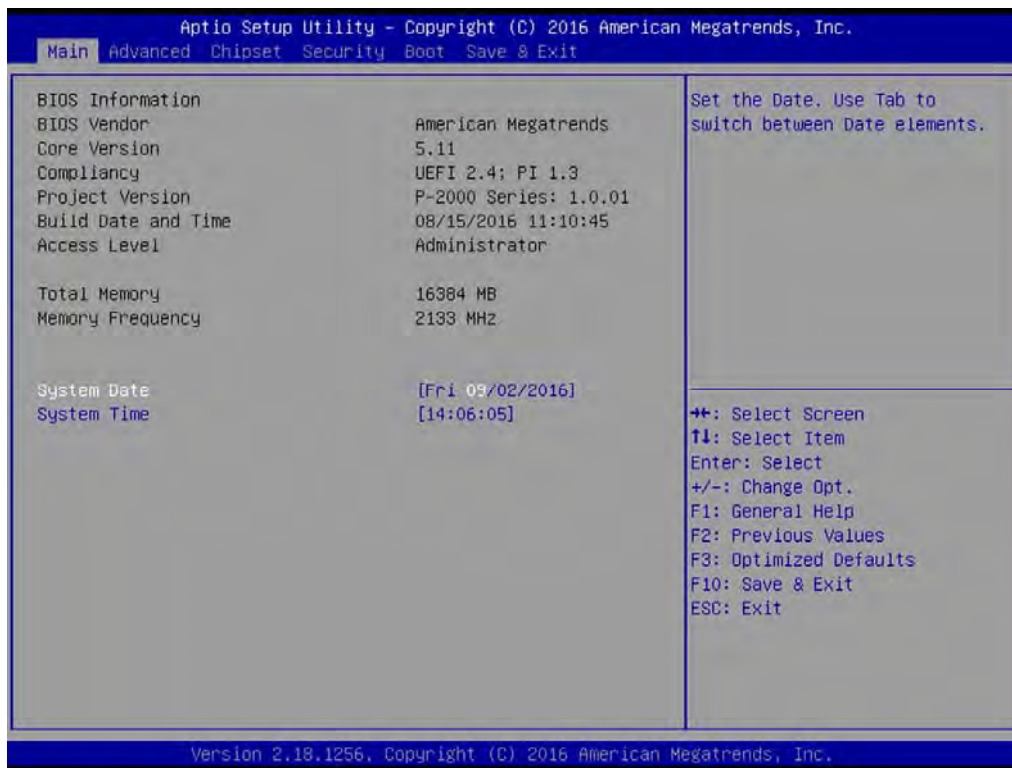 Aptio Setup Utility – Copyright (C) 2016 American Megatrends, Inc.
Main Advanced Chipset Security Boot Save & Exit
BIOS Information
BIOS Vendor American Megatrends
Core Version 5.11
Compliancy UEFI 2.4; PI 1.3
Project Version P-2000 Series: 1.0.01
Build Date and Time 08/15/2016 11:10:45
Access Level Administrator
Total Memory 16384 MB
Memory Frequency 2133 MHz
System Date [Fri 09/02/2016]
System Time [14:06:05]
Set the Date. Use Tab to
switch between Date elements.
→←: Select Screen
↑↓: Select Item
Enter: Select
+/-: Change Opt.
F1: General Help
F2: Previous Values
F3: Optimized Defaults
F10: Save & Exit
ESC: Exit
Version 2.18.1256. Copyright (C) 2016 American Megatrends, Inc.